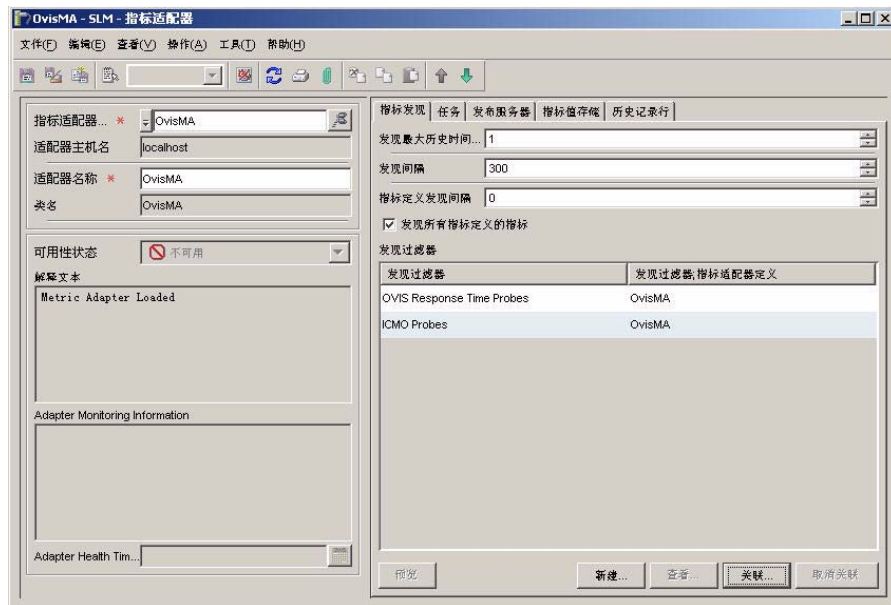 OvisMA - SLM - 指标适配器
文件(F) 编辑(E) 查看(V) 操作(A) 工具(T) 帮助(H)
指标适配器... * OvisMA
适配器主机名 localhost
适配器名称 * OvisMA
类名 OvisMA
可用性状态 不可用
解释文本
Metric Adapter Loaded
Adapter Monitoring Information
Adapter Health Tim...
指标发现 任务 发布服务器 指标值存储 历史记录行
发现最大历史时间... 1
发现间隔 300
指标定义发现间隔 0
发现所有指标定义的指标
发现过滤器
发现过滤器 发现过滤器;指标适配器定义
OVIS Response Time Probes OvisMA
ICMO Probes OvisMA
预览 新建... 查看... 关联... 取消关联